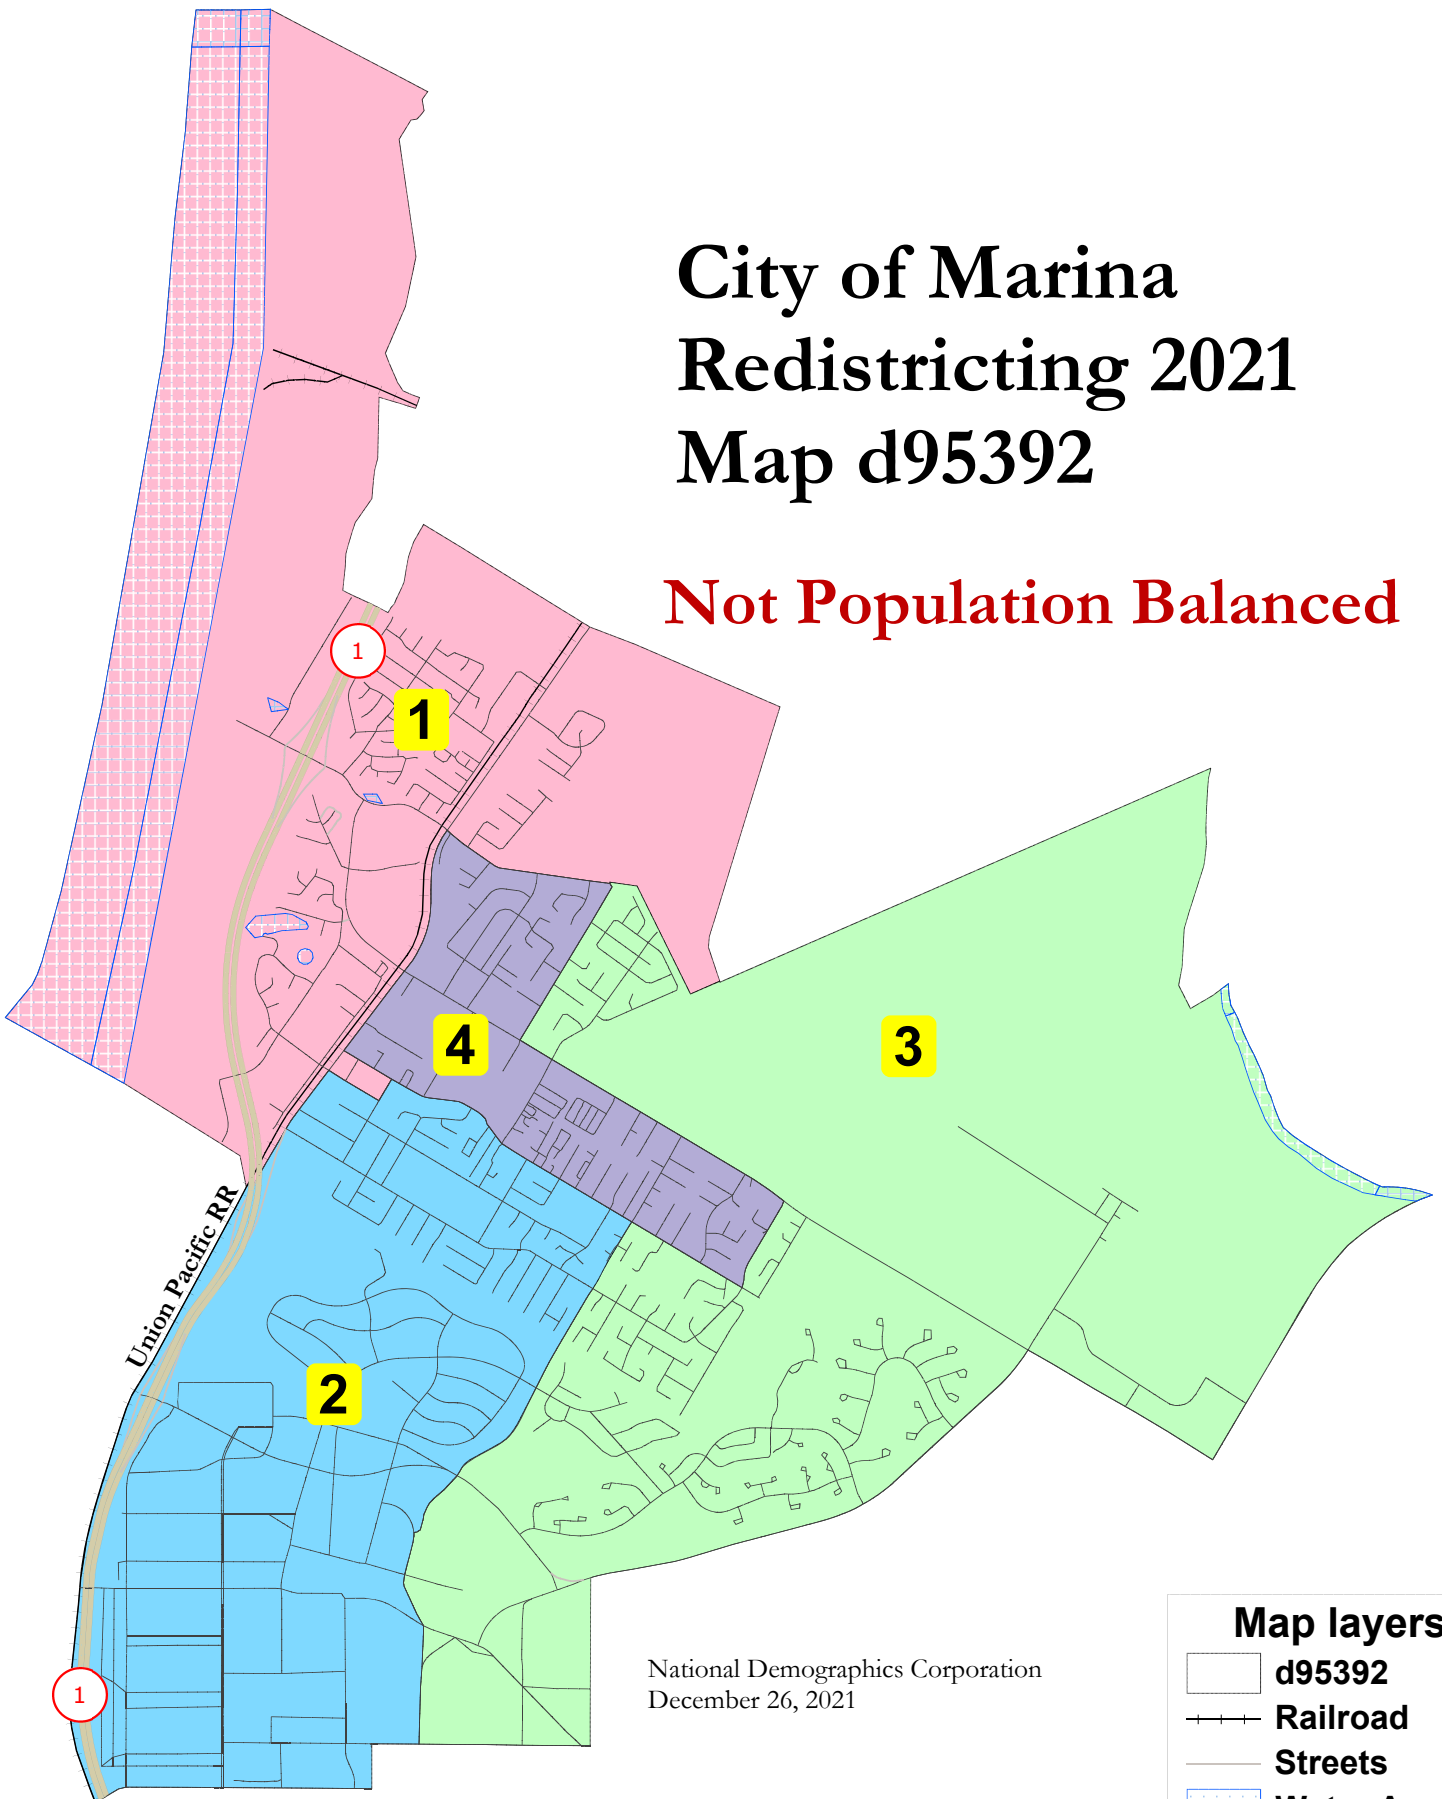 City of Marina
Redistricting 2021
Map d95392
Not Population Balanced
1
1
4
3
Union Pacific RR
2
1
National Demographics Corporation
December 26, 2021
Map layers
d95392
Railroad
Streets